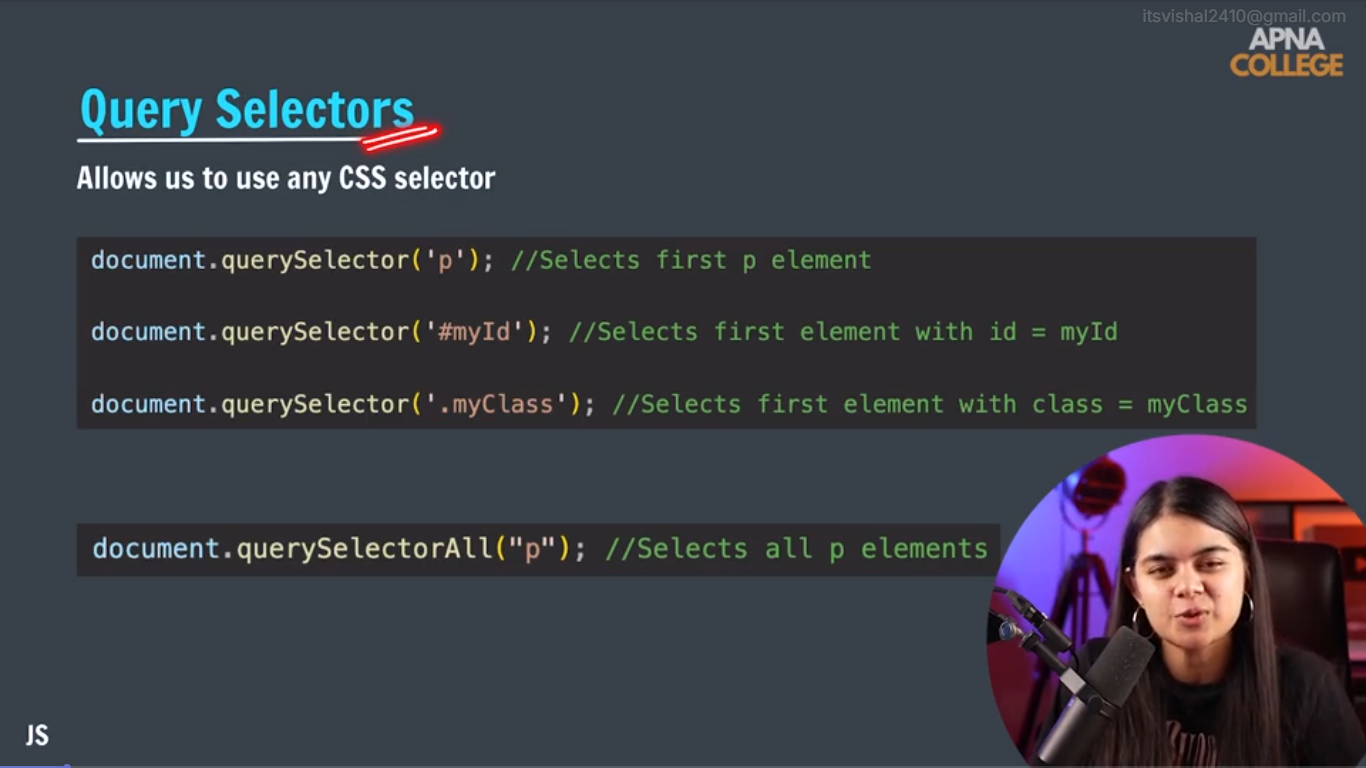 itsvishal2410@gmail.com
APNA
COLLEGE
Query Selectors
Allows us to use any CSS selector
document.querySelector('p'); //Selects first p element
document.querySelector('#myId'); //Selects first element with id = myId
document.querySelector('.myClass'); //Selects first element with class = myClass
document.querySelectorAll("p"); //Selects all p elements
JS